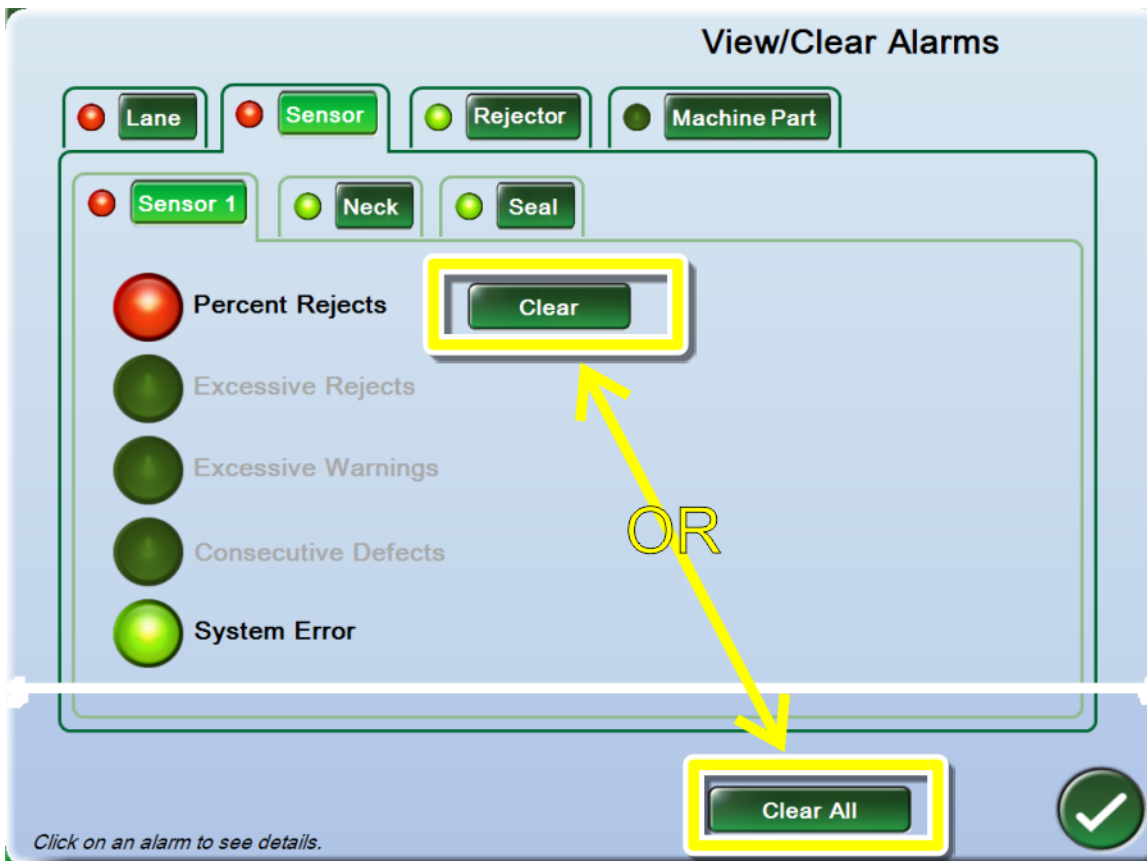 View/Clear Alarms
Lane
Sensor
Rejector
Machine Part
Sensor 1
Neck
Seal
Percent Rejects
Clear
Excessive Rejects
Excessive Warnings
OR
Consecutive Defects
System Error
Clear All
Click on an alarm to see details.